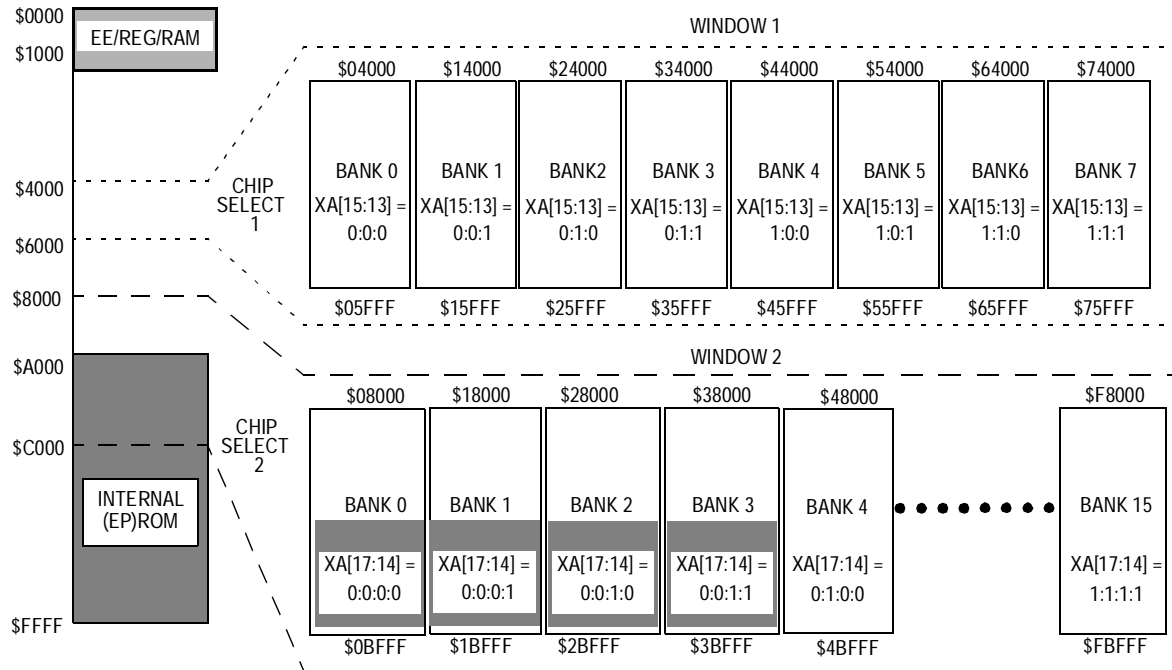 $0000
EE/REG/RAM
$1000
$4000
$6000
$8000
$A000
$C000
INTERNAL
(EP)ROM
$FFFF
CHIP
SELECT
1
CHIP
SELECT
2
WINDOW 1
$04000 $14000 $24000 $34000 $44000 $54000 $64000 $74000
BANK 0 BANK 1 BANK2 BANK 3 BANK 4 BANK 5 BANK6 BANK 7
XA[15:13] = XA[15:13] = XA[15:13] = XA[15:13] = XA[15:13] = XA[15:13] = XA[15:13] = XA[15:13] =
0:0:0 0:0:1 0:1:0 0:1:1 1:0:0 1:0:1 1:1:0 1:1:1
$05FFF $15FFF $25FFF $35FFF $45FFF $55FFF $65FFF $75FFF
WINDOW 2
$08000 $18000 $28000 $38000 $48000 $F8000
BANK 0 BANK 1 BANK 2 BANK 3 BANK 4 BANK 15
XA[17:14] = XA[17:14] = XA[17:14] = XA[17:14] = XA[17:14] = XA[17:14] =
0:0:0:0 0:0:0:1 0:0:1:0 0:0:1:1 0:1:0:0 1:1:1:1
$0BFFF $1BFFF $2BFFF $3BFFF $4BFFF $FBFFF